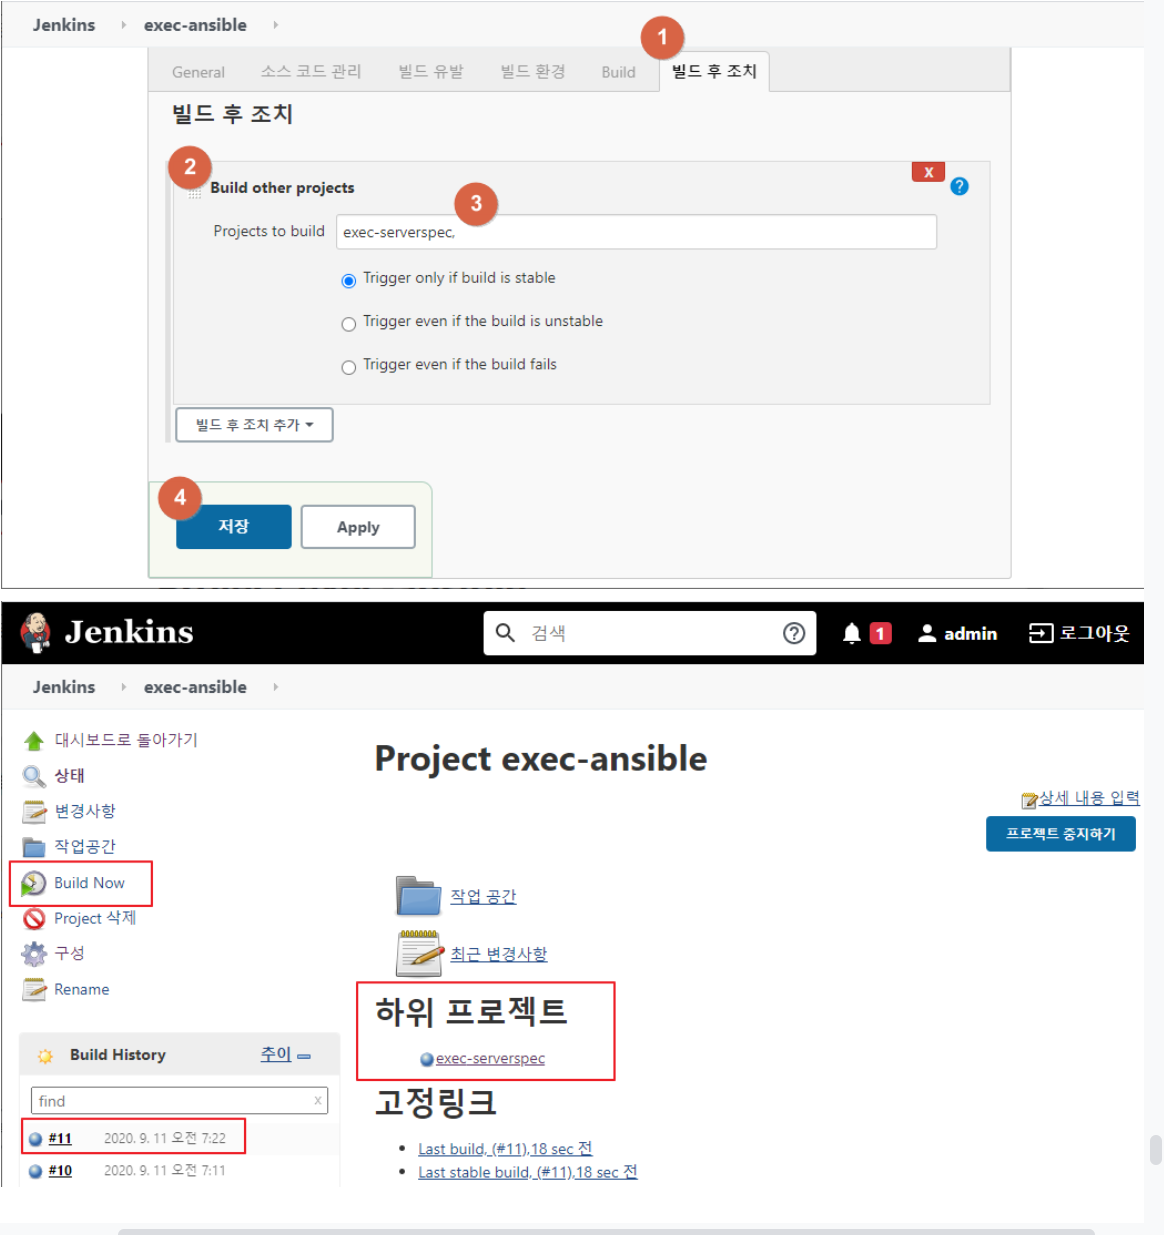 Jenkins exec-ansible
1
General 소스 코드 관리 빌드 유발 빌드 환경 Build 빌드 후 조치
빌드 후 조치
2
X
Build other projects
?
3
Projects to build exec-serverspec,
Trigger only if build is stable
Trigger even if the build is unstable
Trigger even if the build fails
빌드 후 조치 추가
4
저장 Apply
Jenkins 검색 ? 1 admin 로그아웃
Jenkins exec-ansible
대시보드로 돌아가기
상태
변경사항
작업공간
Build Now
Project 삭제
구성
Rename
Build History 추이
find x
#11 2020. 9. 11 오전 7:22
#10 2020. 9. 11 오전 7:11
Project exec-ansible
상세 내용 입력
프로젝트 중지하기
작업 공간
최근 변경사항
하위 프로젝트
exec-serverspec
고정링크
Last build, (#11),18 sec 전
Last stable build, (#11),18 sec 전